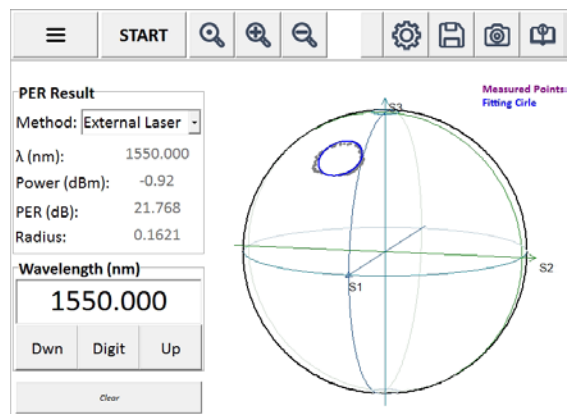 START
PER Result
Method: External Laser
λ (nm): 1550.000
Power (dBm): -0.92
PER (dB): 21.768
Radius: 0.1621
Wavelength (nm)
1550.000
Dwn Digit Up
Clear
Measured Points:
Fitting Cirle
S3
S2
S1